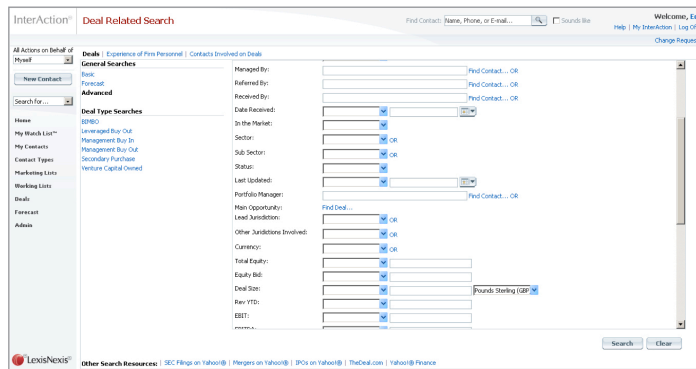 InterAction®
Deal Related Search
Find Contact: Name, Phone, or E-mail... Sounds like
Welcome, E
Help | My InterAction | Log Of
Change Reques
All Actions on Behalf of
Myself
New Contact
Search for...
Home
My Watch List™
My Contacts
Contact Types
Marketing Lists
Working Lists
Deals
Forecast
Admin
Deals | Experience of Firm Personnel | Contacts Involved on Deals
General Searches
Basic
Forecast
Advanced
Deal Type Searches
BIMBO
Leveraged Buy Out
Management Buy In
Management Buy Out
Secondary Purchase
Venture Capital Owned
Managed By: Find Contact... OR
Referred By: Find Contact... OR
Received By: Find Contact... OR
Date Received:
In the Market:
Sector: OR
Sub Sector: OR
Status:
Last Updated:
Portfolio Manager: Find Contact... OR
Main Opportunity: Find Deal...
Lead Jurisdiction: OR
Other Juridictions Involved: OR
Currency: OR
Total Equity:
Equity Bid:
Deal Size: Pounds Sterling (GBP
Rev YTD:
EBIT:
Search Clear
LexisNexis®
Other Search Resources: | SEC Filings on Yahoo!® | Mergers on Yahoo!® | IPOs on Yahoo!® | TheDeal.com | Yahoo!® Finance